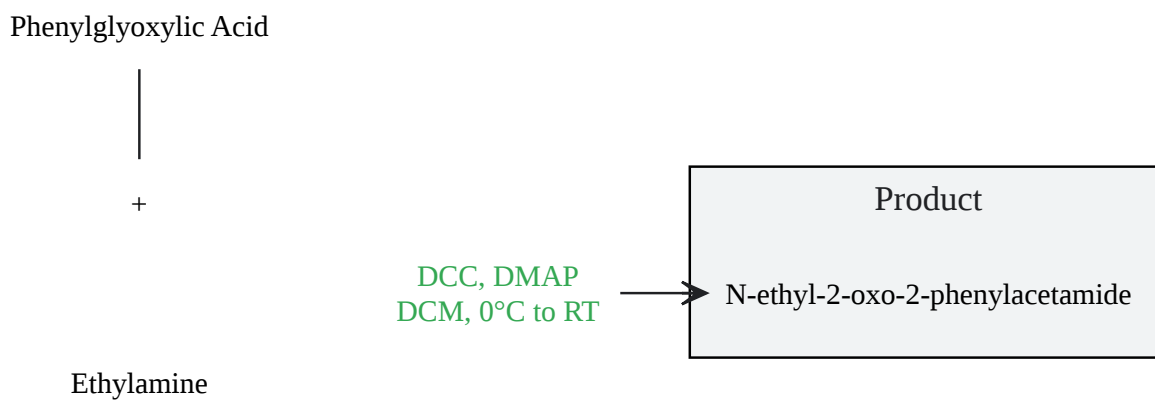 Phenylglyoxylic Acid
+
Product
DCC, DMAP
DCM, 0°C to RT
N-ethyl-2-oxo-2-phenylacetamide
Ethylamine